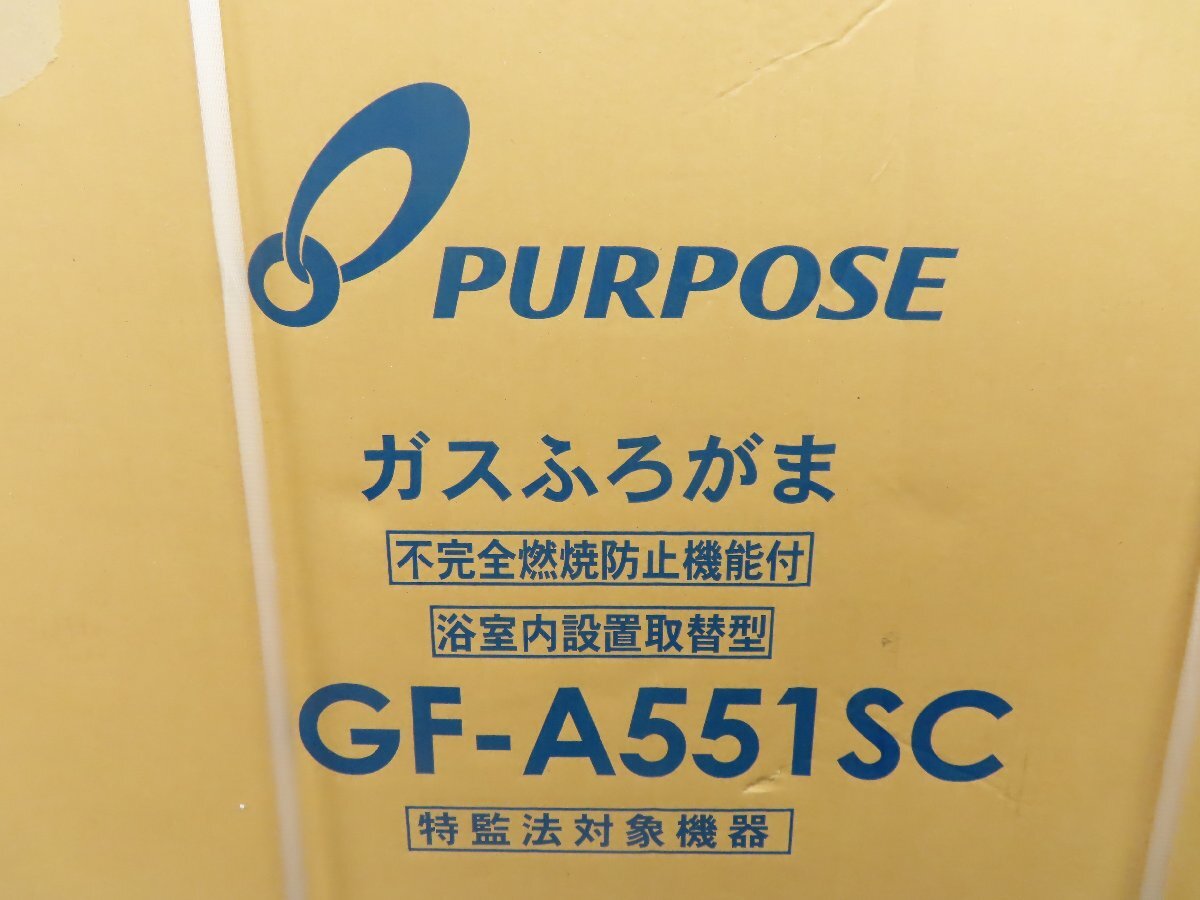 PURPOSE
ガスふろがま
不完全燃焼防止機能付
浴室内設置取替型
GF-A551SC
特監法対象機器